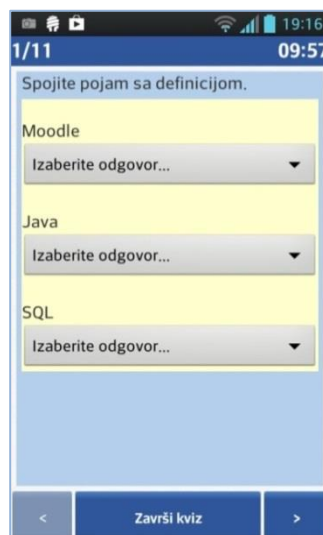 19:16
1/11 09:57
Spojite pojam sa definicijom.
Moodle
Izaberite odgovor...
Java
Izaberite odgovor...
SQL
Izaberite odgovor...
< Završi kviz >